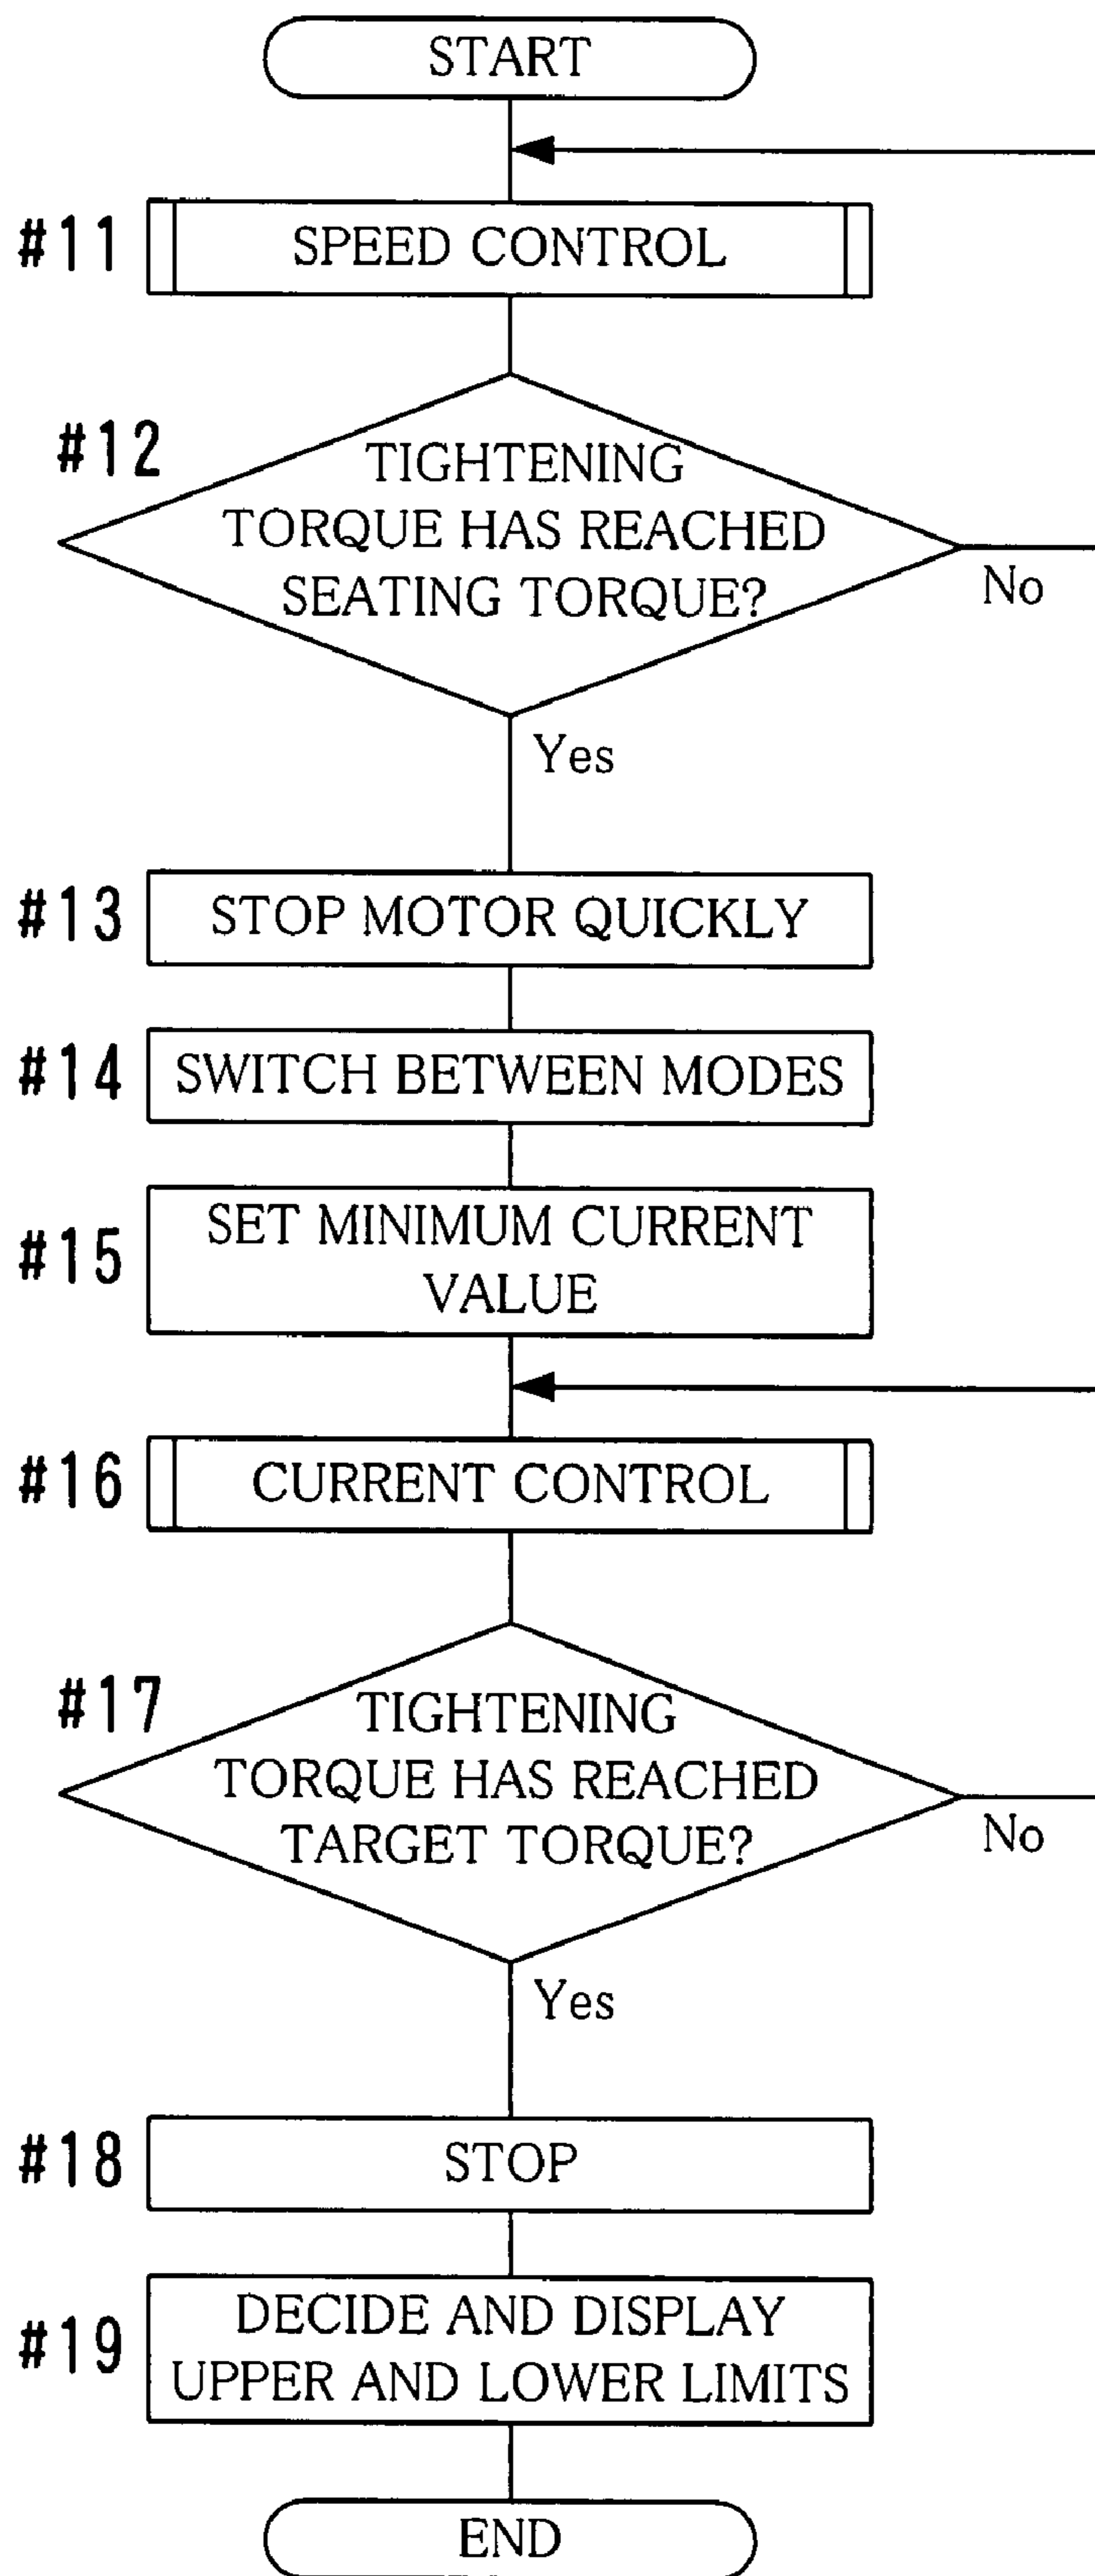 START
#11
SPEED CONTROL
#12
TIGHTENING
TORQUE HAS REACHED
SEATING TORQUE?
No
Yes
#13
STOP MOTOR QUICKLY
#14
SWITCH BETWEEN MODES
#15
SET MINIMUM CURRENT
VALUE
#16
CURRENT CONTROL
#17
TIGHTENING
TORQUE HAS REACHED
TARGET TORQUE?
No
Yes
#18
STOP
#19
DECIDE AND DISPLAY
UPPER AND LOWER LIMITS
END